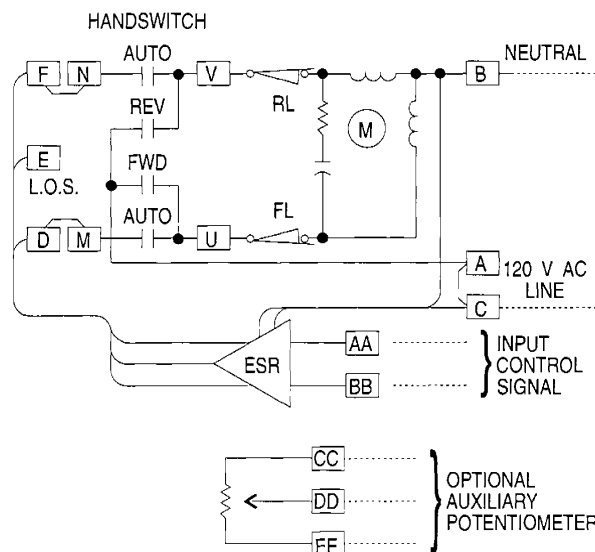 HANDSWITCH
AUTO
NEUTRAL
F N V B
REV
RL
M
E
L.O.S.
FWD
AUTO
FL
D M U
A
120 V AC
LINE
C
ESR
AA
BB
INPUT
CONTROL
SIGNAL
CC
DD
OPTIONAL
AUXILIARY
POTENTIOMETER